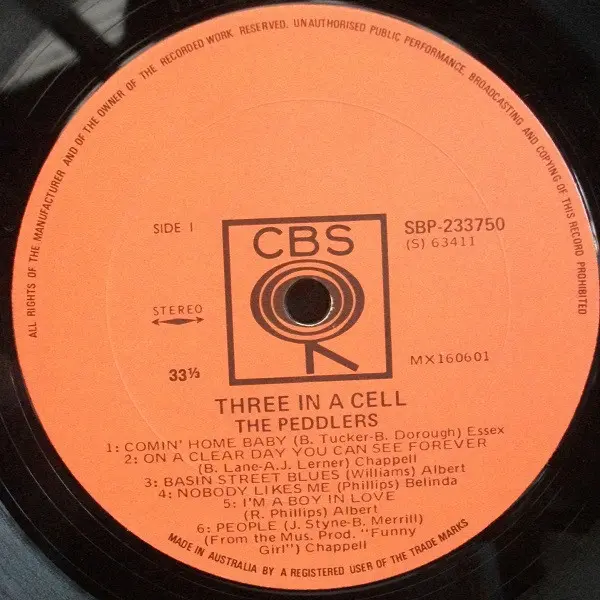 ALL RIGHTS OF THE MANUFACTURER AND OF THE OWNER OF THE RECORDED WORK RESERVED. UNAUTHORISED PUBLIC PERFORMANCE, BROADCASTING AND COPYING OF THIS RECORD PROHIBITED
SIDE I
CBS
SBP-233750
(S) 63411
STEREO
33⅓
MX160601
THREE IN A CELL
THE PEDDLERS
1: COMIN' HOME BABY (B. Tucker-B. Dorough) Essex
2: ON A CLEAR DAY YOU CAN SEE FOREVER
(B. Lane-A.J. Lerner) Chappell
3: BASIN STREET BLUES (Williams) Albert
4: NOBODY LIKES ME (Phillips) Belinda
5: I'M A BOY IN LOVE
(R. Phillips) Albert
6: PEOPLE (J. Styne-B. Merrill)
(From the Mus. Prod. "Funny
Girl") Chappell
MADE IN AUSTRALIA BY A REGISTERED USER OF THE TRADE MARKS